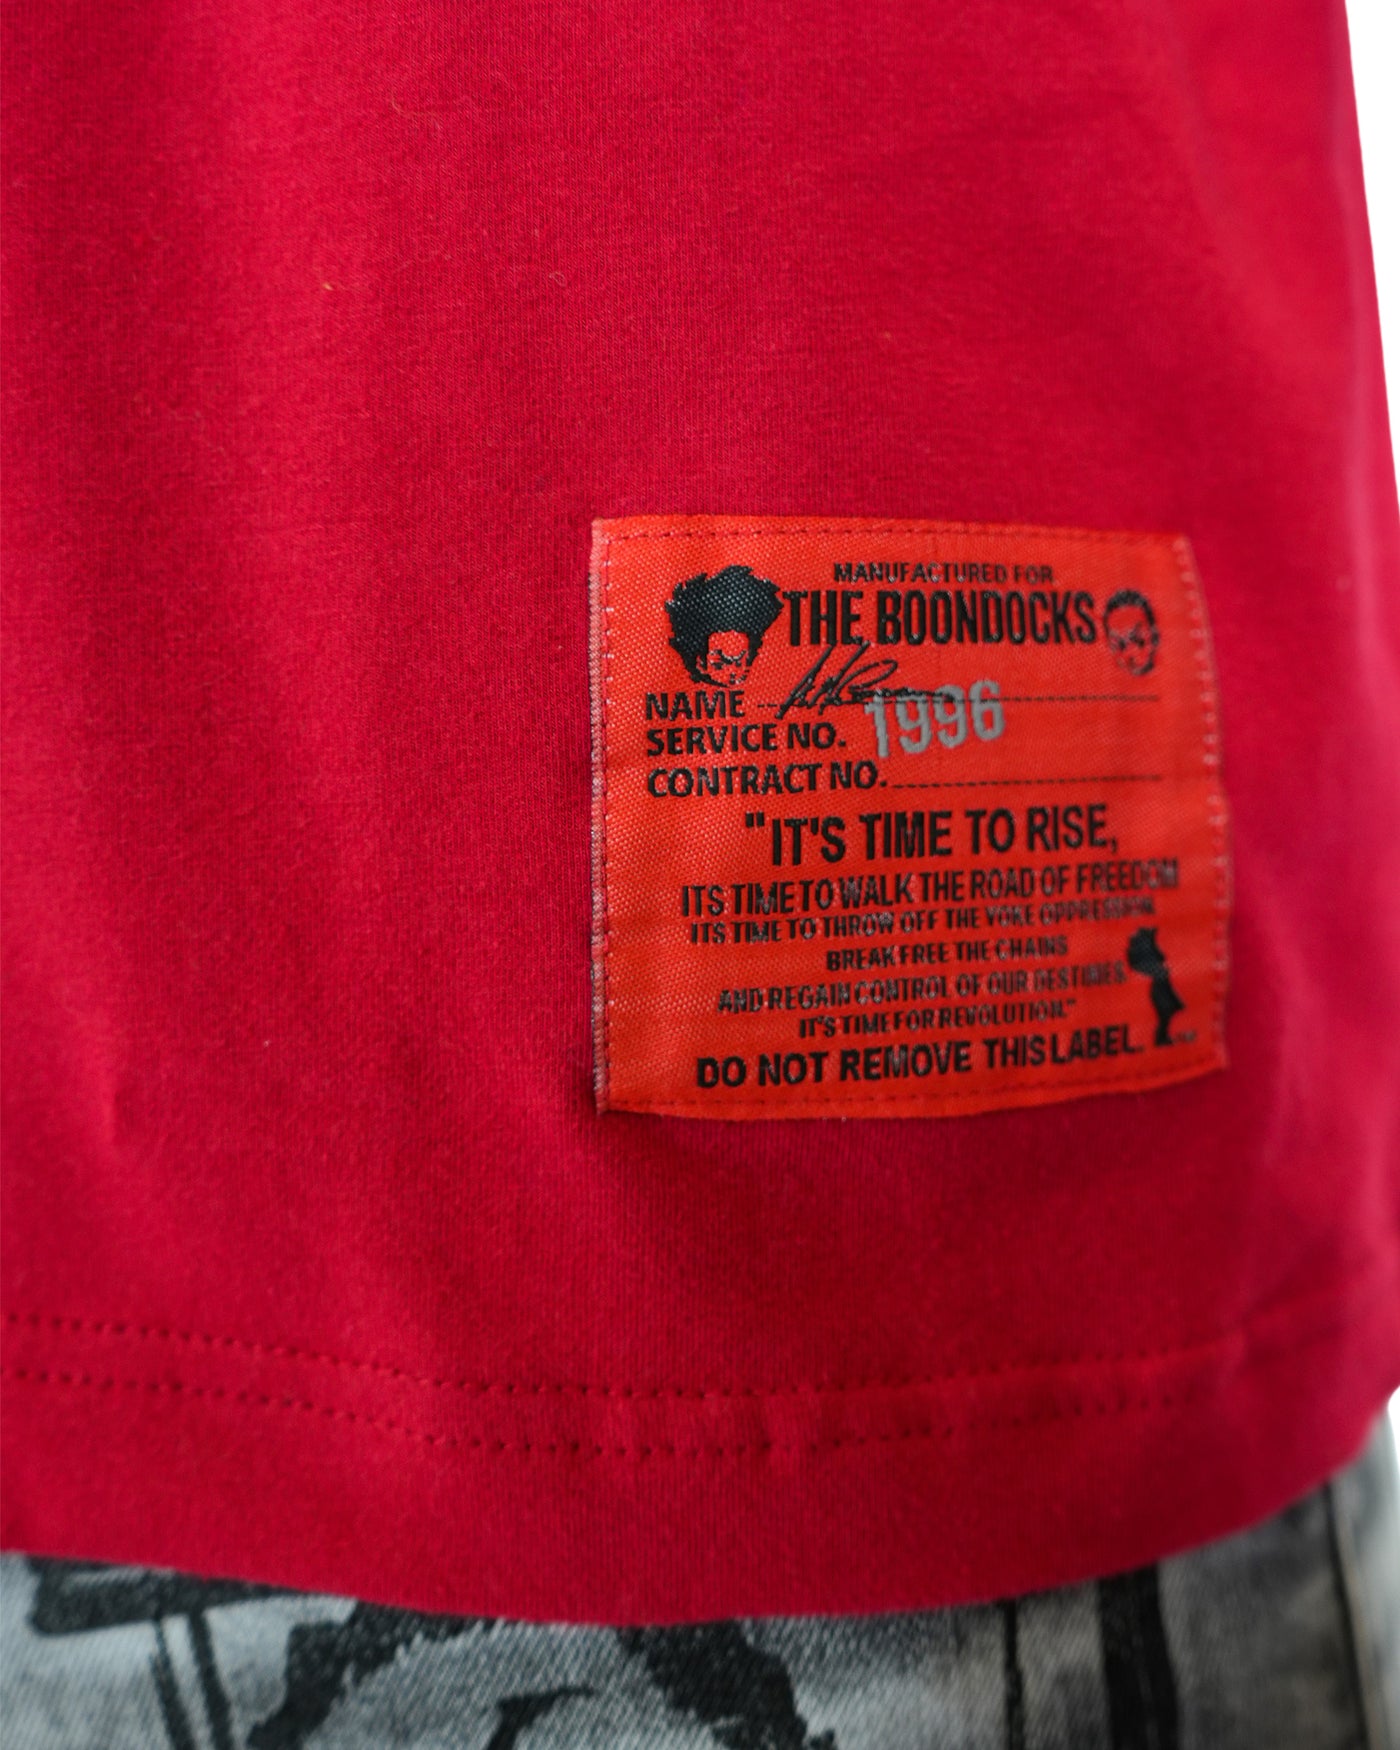 MANUFACTURED FOR
THE BOONDOCKS
NAME
SERVICE NO. 1996
CONTRACT NO.
"IT'S TIME TO RISE,
ITS TIME TO WALK THE ROAD OF FREEDOM
ITS TIME TO THROW OFF THE YOKE OPPRESSION.
BREAK FREE THE CHAINS
AND REGAIN CONTROL OF OUR DESTINIES.
IT'S TIME FOR REVOLUTION."
DO NOT REMOVE THIS LABEL.